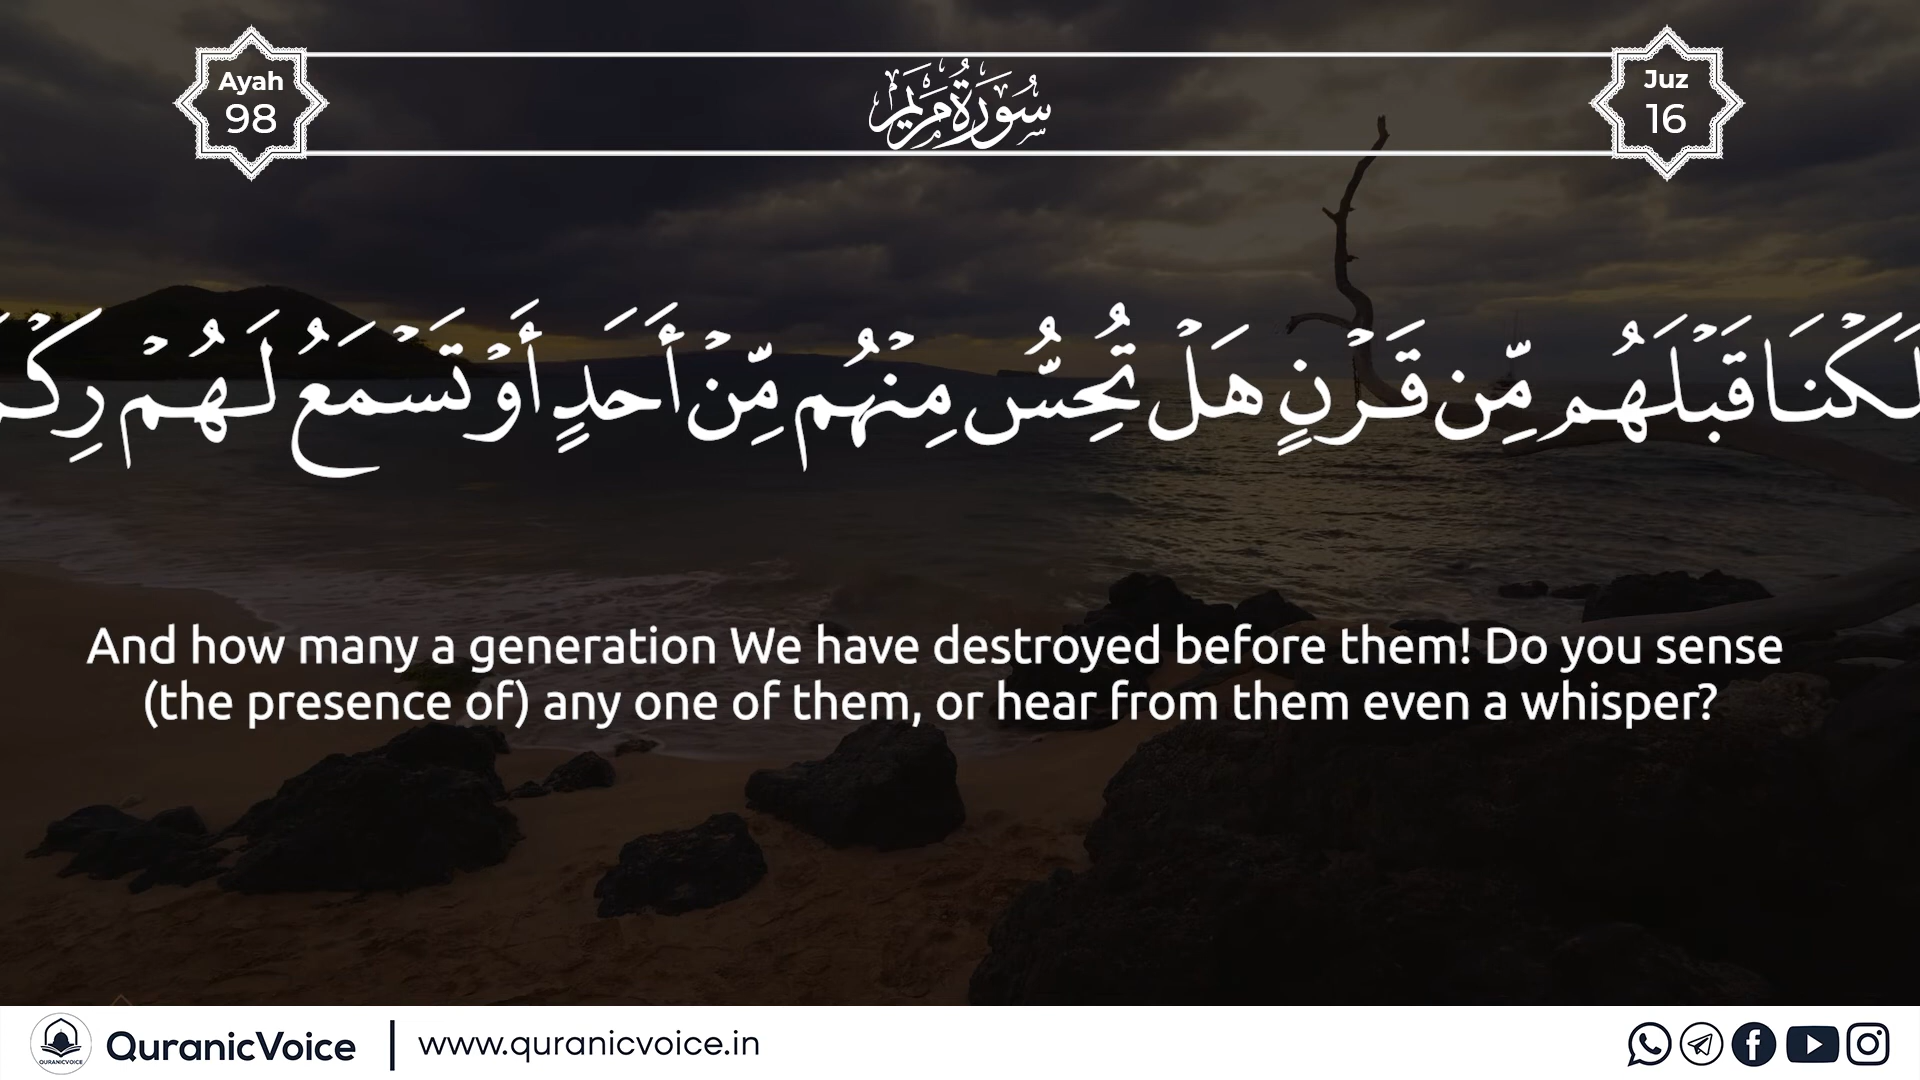 Ayah
98
سُورَةُ مَرْيَم
Juz
16
لَكْنَا قَبْلَهُم مِّن قَرْنٍ هَلْ تُحِسُّ مِنْهُم مِّنْ أَحَدٍ أَوْ تَسْمَعُ لَهُمْ رِكْ
And how many a generation We have destroyed before them! Do you sense
(the presence of) any one of them, or hear from them even a whisper?
QURANICVOICE
QuranicVoice | www.quranicvoice.in